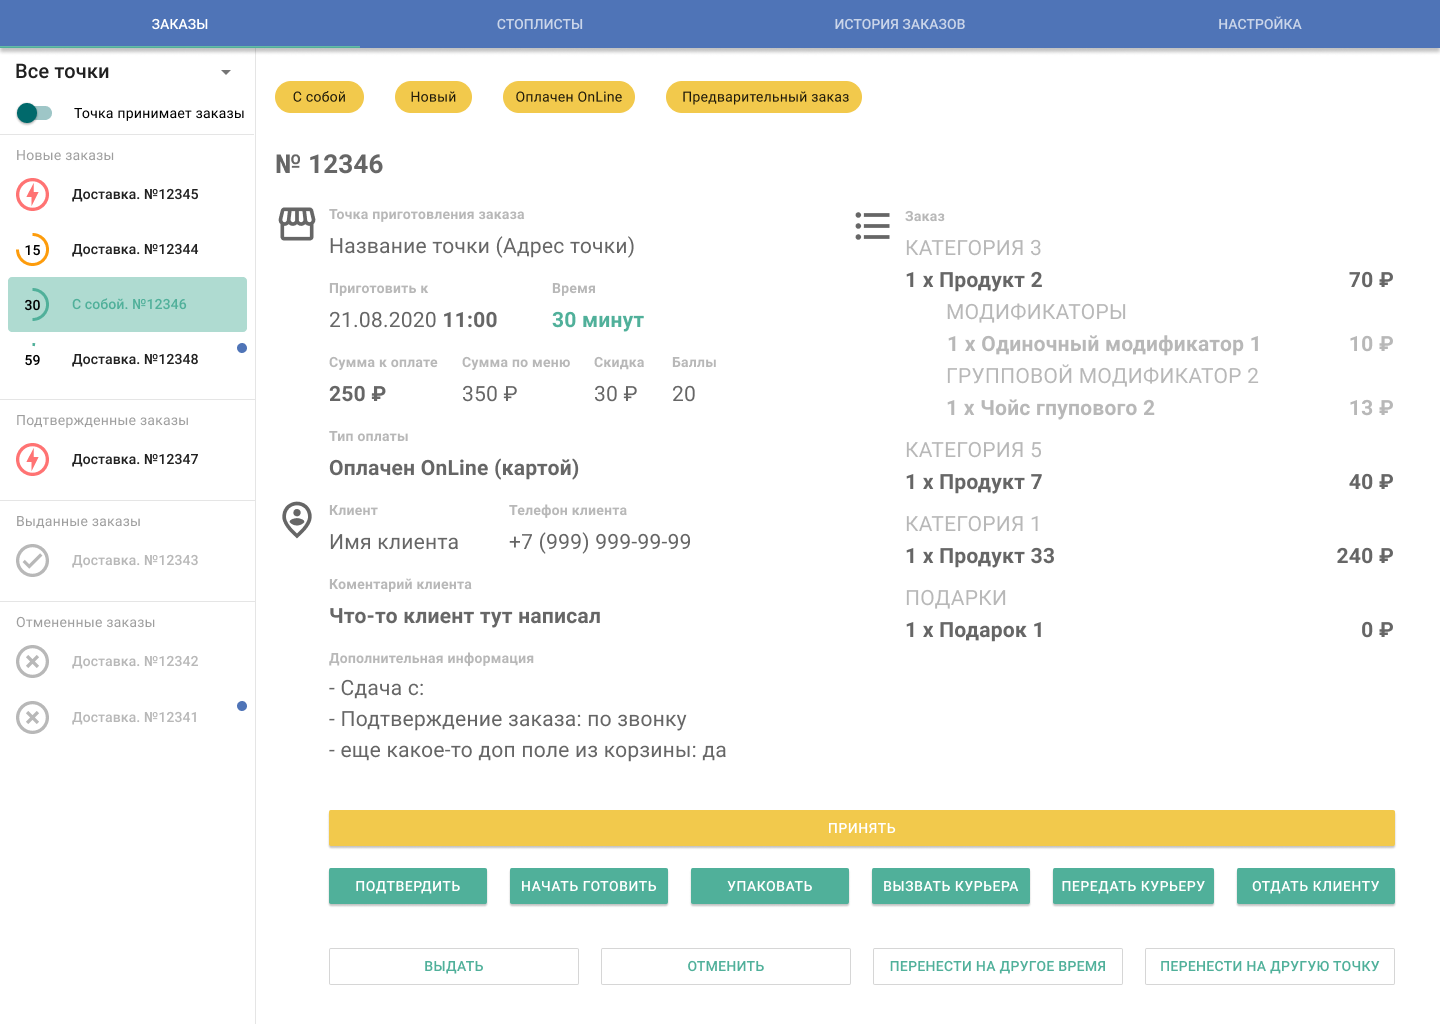 ЗАКАЗЫ
СТОПЛИСТЫ
ИСТОРИЯ ЗАКАЗОВ
НАСТРОЙКА
Все точки
Точка принимает заказы
Новые заказы
Доставка. №12345
15 Доставка. №12344
30 С собой. №12346
59 Доставка. №12348
Подтвержденные заказы
Доставка. №12347
Выданные заказы
Доставка. №12343
Отмененные заказы
Доставка. №12342
Доставка. №12341
С собой
Новый
Оплачен OnLine
Предварительный заказ
№ 12346
Точка приготовления заказа
Название точки (Адрес точки)
Приготовить к Время
21.08.2020 11:00 30 минут
Сумма к оплате Сумма по меню Скидка Баллы
250 ₽ 350 ₽ 30 ₽ 20
Тип оплаты
Оплачен OnLine (картой)
Клиент Телефон клиента
Имя клиента +7 (999) 999-99-99
Коментарий клиента
Что-то клиент тут написал
Дополнительная информация
- Сдача с:
- Подтверждение заказа: по звонку
- еще какое-то доп поле из корзины: да
Заказ
КАТЕГОРИЯ 3
1 x Продукт 2 70 ₽
МОДИФИКАТОРЫ
1 x Одиночный модификатор 1 10 ₽
ГРУППОВОЙ МОДИФИКАТОР 2
1 x Чойс гпупового 2 13 ₽
КАТЕГОРИЯ 5
1 x Продукт 7 40 ₽
КАТЕГОРИЯ 1
1 x Продукт 33 240 ₽
ПОДАРКИ
1 x Подарок 1 0 ₽
ПРИНЯТЬ
ПОДТВЕРДИТЬ
НАЧАТЬ ГОТОВИТЬ
УПАКОВАТЬ
ВЫЗВАТЬ КУРЬЕРА
ПЕРЕДАТЬ КУРЬЕРУ
ОТДАТЬ КЛИЕНТУ
ВЫДАТЬ
ОТМЕНИТЬ
ПЕРЕНЕСТИ НА ДРУГОЕ ВРЕМЯ
ПЕРЕНЕСТИ НА ДРУГУЮ ТОЧКУ